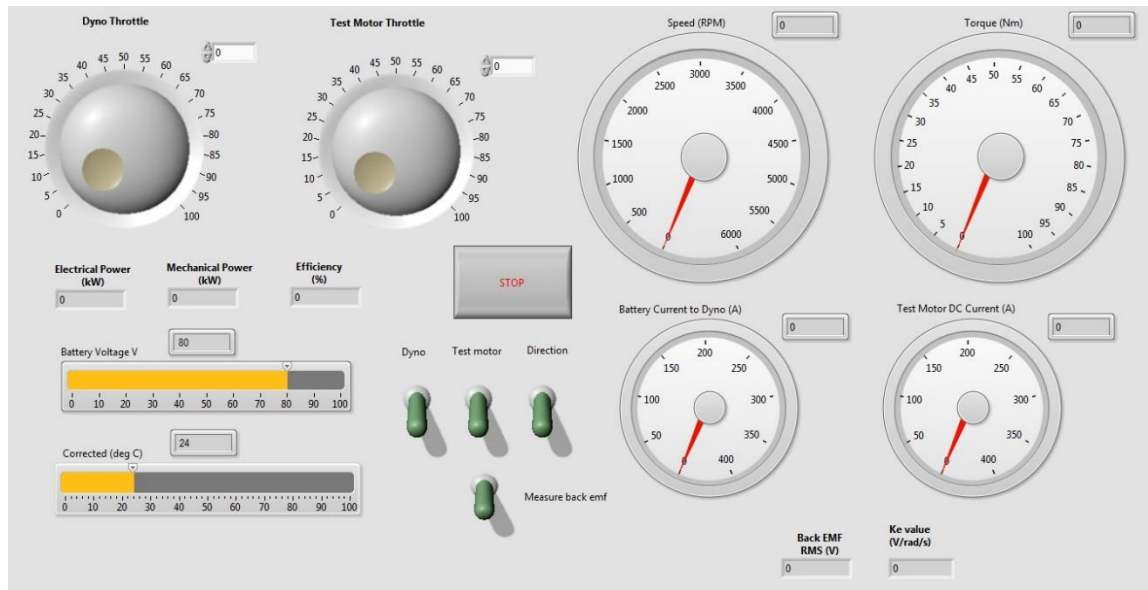 Dyno Throttle
0
0 5 10 15 20 25 30 35 40 45 50 55 60 65 70 80 85 90 95 100
Test Motor Throttle
0
0 5 10 15 20 25 30 35 40 45 50 55 60 65 70 80 85 90 95 100
Speed (RPM)
0
0 500 1000 1500 2000 2500 3000 3500 4000 4500 5000 5500 6000
Torque (Nm)
0
0 5 10 15 20 25 30 35 40 45 50 55 60 65 70 75 80 85 90 95 100
Electrical Power
(kW)
0
Mechanical Power
(kW)
0
Efficiency
(%)
0
STOP
Battery Voltage V
80
0 10 20 30 40 50 60 70 80 90 100
Corrected (deg C)
24
0 10 20 30 40 50 60 70 80 90 100
Dyno
Test motor
Direction
Measure back emf
Battery Current to Dyno (A)
0
0 50 100 150 200 250 300 350 400
Test Motor DC Current (A)
0
0 50 100 150 200 250 300 350 400
Back EMF
RMS (V)
0
Ke value
(V/rad/s)
0